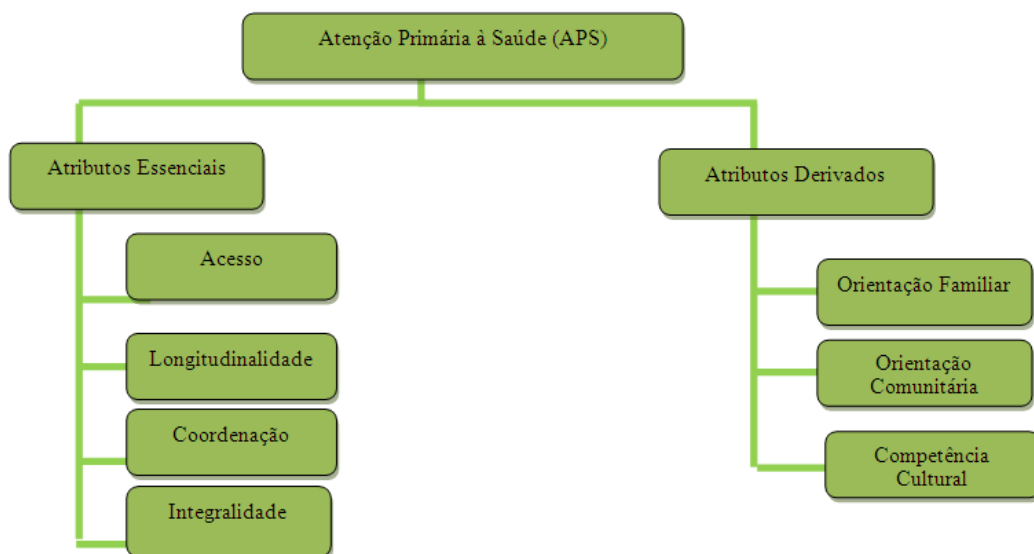 Atenção Primária à Saúde (APS)
Atributos Essenciais
Acesso
Longitudinalidade
Coordenação
Integralidade
Atributos Derivados
Orientação Familiar
Orientação
Comunitária
Competência
Cultural